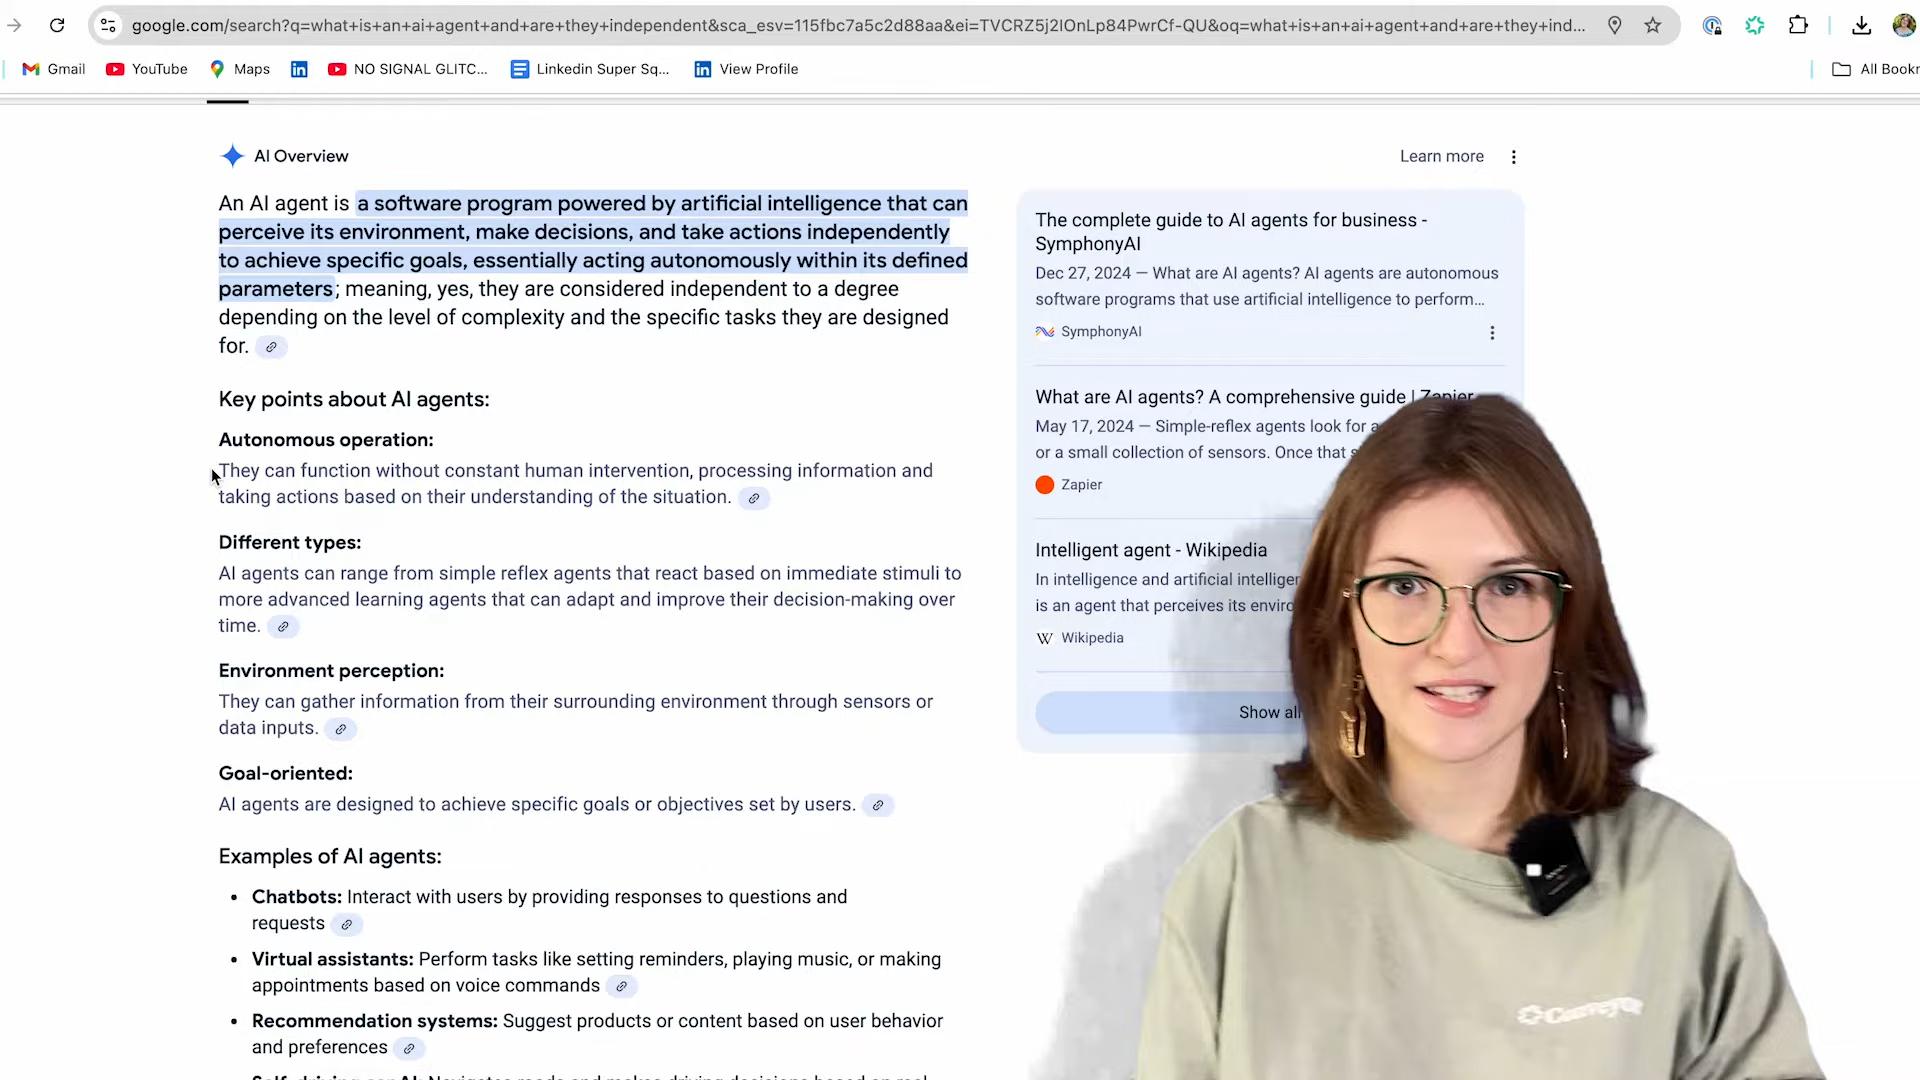 google.com/search?q=what+is+an+ai+agent+and+are+they+independent&sca_esv=115fbc7a5c2d88aa&ei=TVCRZ5j2IOnLp84PwrCf-QU&oq=what+is+an+ai+agent+and+are+they+ind...
Gmail YouTube Maps NO SIGNAL GLITC... Linkedin Super Sq... View Profile All Bookr
AI Overview
Learn more
An AI agent is a software program powered by artificial intelligence that can
perceive its environment, make decisions, and take actions independently
to achieve specific goals, essentially acting autonomously within its defined
parameters; meaning, yes, they are considered independent to a degree
depending on the level of complexity and the specific tasks they are designed
for.
Key points about AI agents:
Autonomous operation:
They can function without constant human intervention, processing information and
taking actions based on their understanding of the situation.
Different types:
AI agents can range from simple reflex agents that react based on immediate stimuli to
more advanced learning agents that can adapt and improve their decision-making over
time.
Environment perception:
They can gather information from their surrounding environment through sensors or
data inputs.
Goal-oriented:
AI agents are designed to achieve specific goals or objectives set by users.
Examples of AI agents:
• Chatbots: Interact with users by providing responses to questions and
requests
• Virtual assistants: Perform tasks like setting reminders, playing music, or making
appointments based on voice commands
• Recommendation systems: Suggest products or content based on user behavior
and preferences
The complete guide to AI agents for business -
SymphonyAI
Dec 27, 2024 — What are AI agents? AI agents are autonomous
software programs that use artificial intelligence to perform...
SymphonyAI
What are AI agents? A comprehensive guide | Zapier
May 17, 2024 — Simple-reflex agents look for a
or a small collection of sensors. Once that s
Zapier
Intelligent agent - Wikipedia
In intelligence and artificial intelliger
is an agent that perceives its enviro
W Wikipedia
Show all
Conveyor